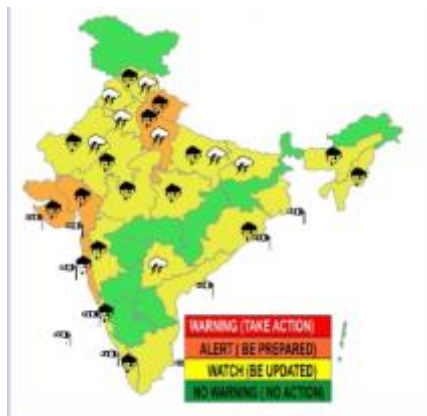 WARNING (TAKE ACTION)
ALERT ( BE PREPARED)
WATCH (BE UPDATED)
NO WARNING ( NO ACTION)